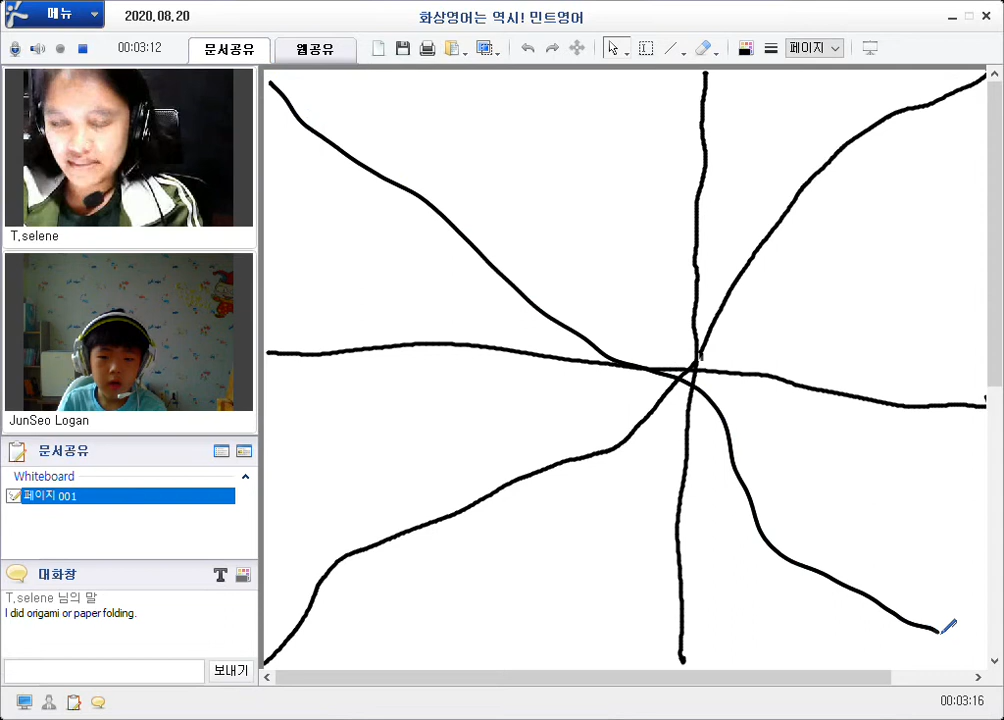 메뉴
2020,08,20
화상영어는 역시! 민트영어
00:03:12
문서공유
웹공유
페이지
T,selene
JunSeo Logan
문서공유
Whiteboard
페이지 001
대화창
T
T,selene 님의 말
I did origami or paper folding.
보내기
00:03:16